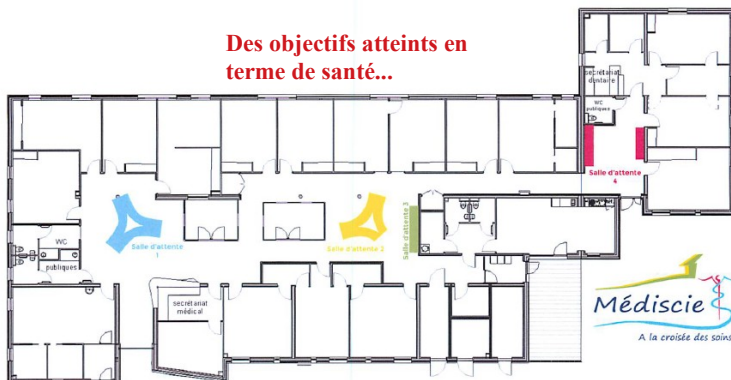 Des objectifs atteints en
terme de santé...
secrétariat
dentaire
WC
publiques
Salle d'attente
4
Salle d'attente
1
Salle d'attente 2
Salle d'attente 3
WC
publiques
secrétariat
médical
Médiscie
A la croisée des soins